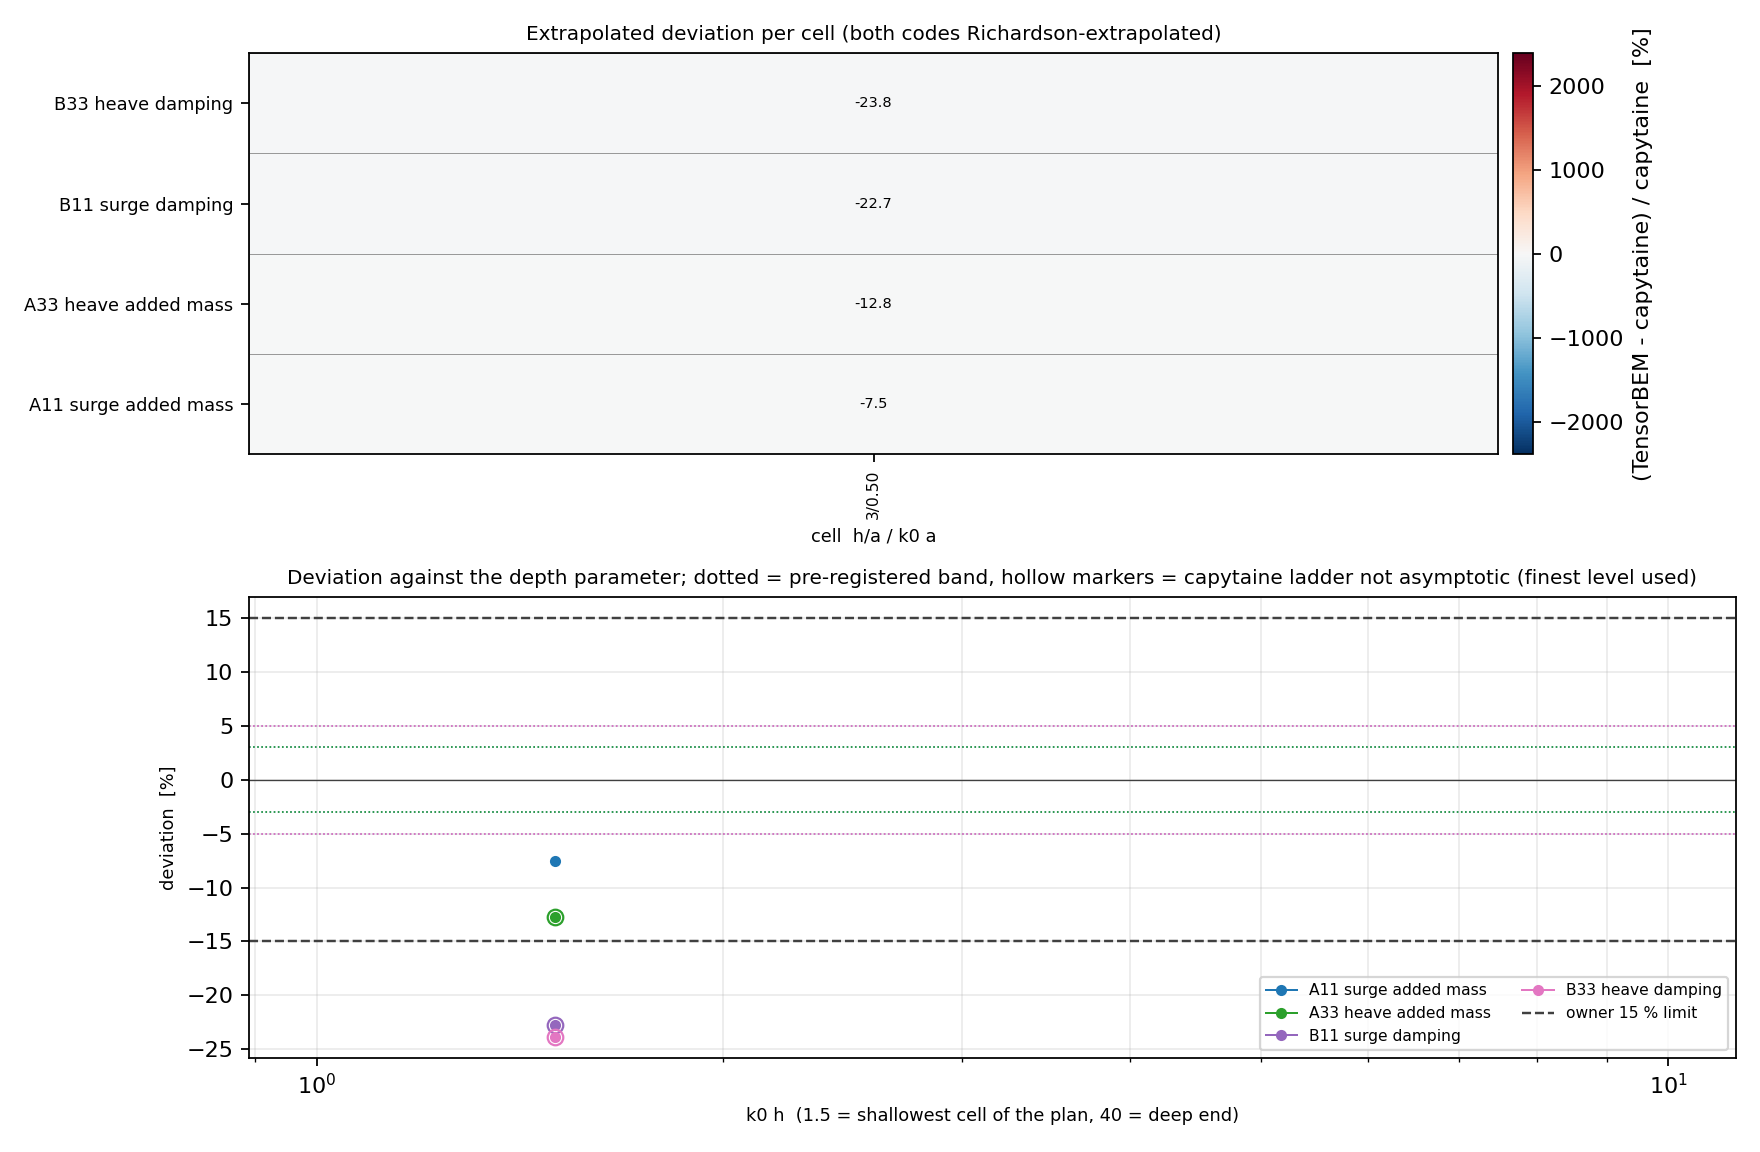 Extrapolated deviation per cell (both codes Richardson-extrapolated)
B33 heave damping
B11 surge damping
A33 heave added mass
A11 surge added mass
-23.8
-22.7
-12.8
-7.5
3/0.50
cell  h/a / k0 a
2000
1000
0
−1000
−2000
(TensorBEM - capytaine) / capytaine  [%]
Deviation against the depth parameter; dotted = pre-registered band, hollow markers = capytaine ladder not asymptotic (finest level used)
15
10
5
0
−5
−10
−15
−20
−25
deviation  [%]
A11 surge added mass
A33 heave added mass
B11 surge damping
B33 heave damping
owner 15 % limit
10⁰
10¹
k0 h  (1.5 = shallowest cell of the plan, 40 = deep end)